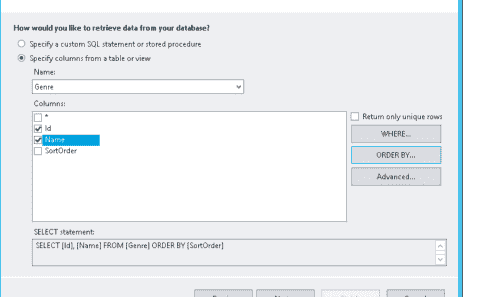 How would you like to retrieve data from your database?
Specify a custom SQL statement or stored procedure
Specify columns from a table or view
Name:
Genre
Columns:
*
Return only unique rows
Id
Name
WHERE...
SortOrder
ORDER BY...
Advanced...
SELECT statement:
SELECT [Id], [Name] FROM [Genre] ORDER BY [SortOrder]